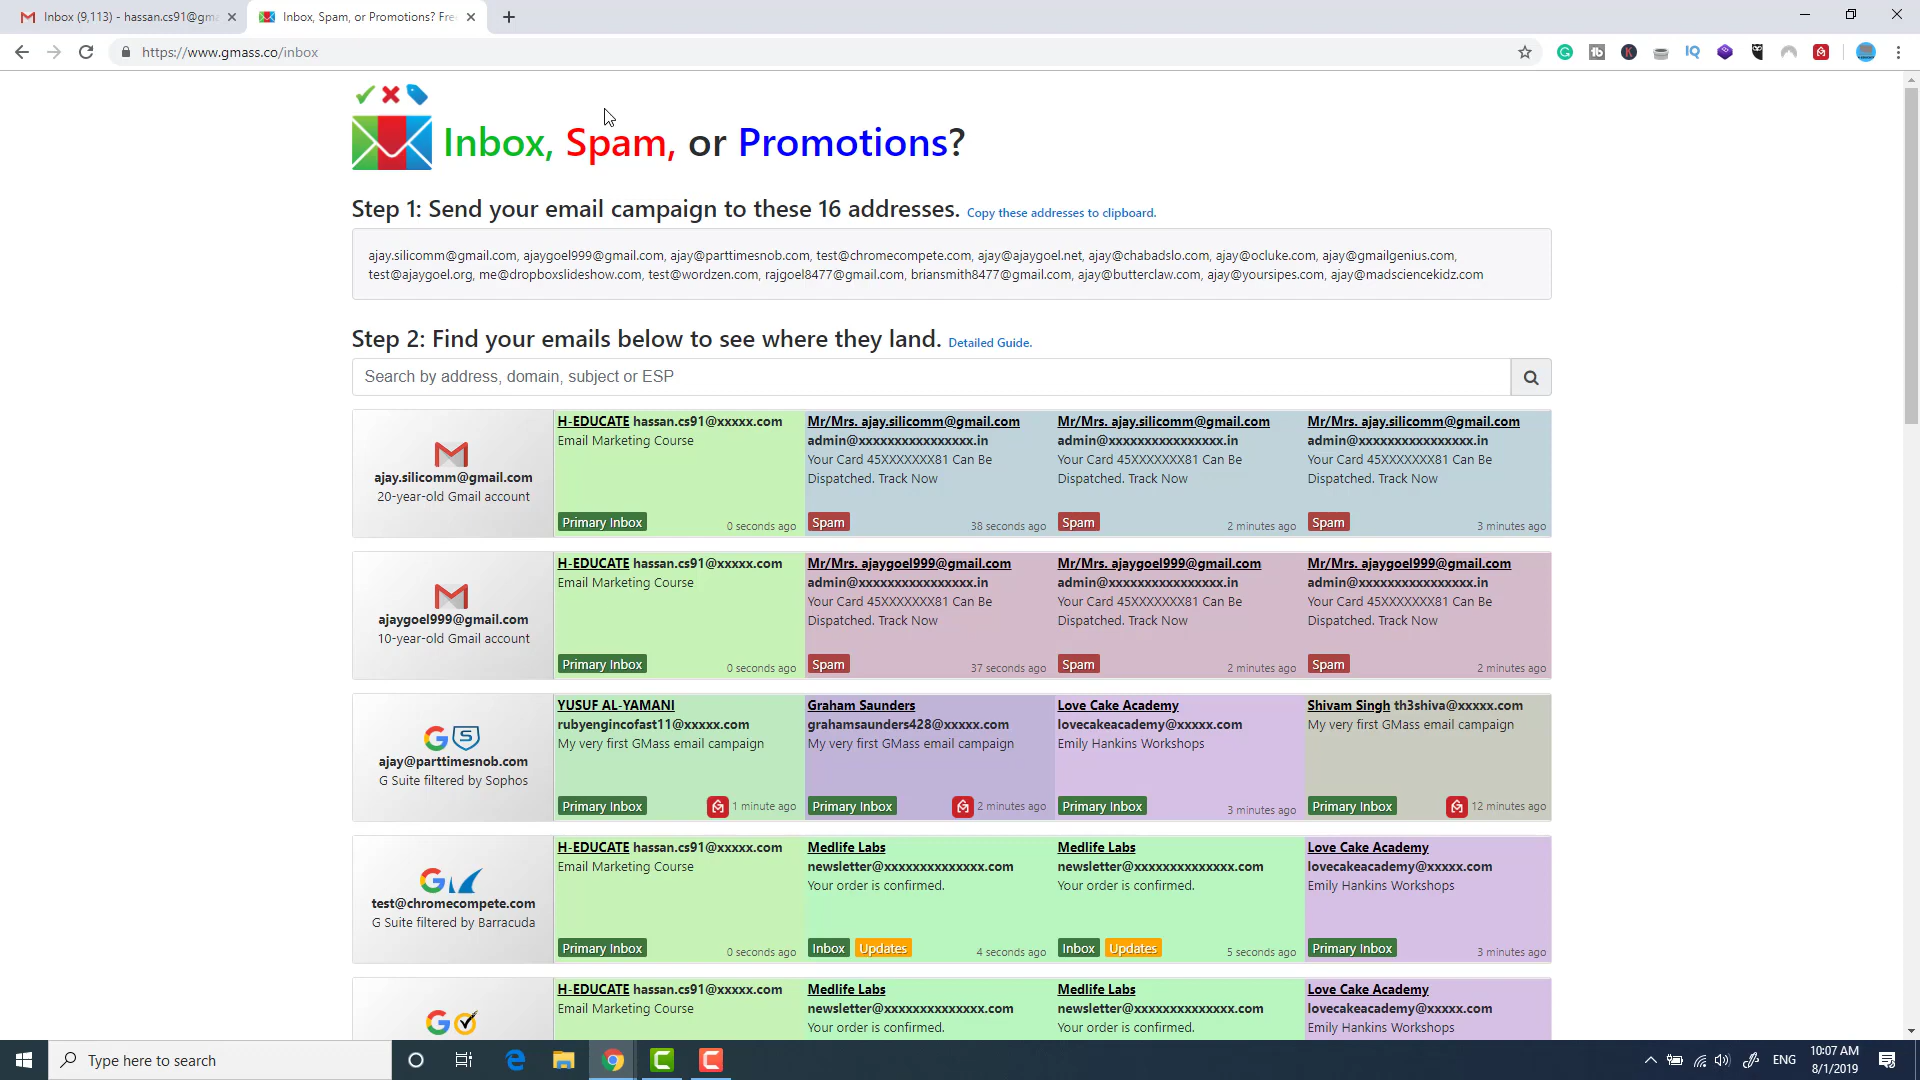 Inbox (9,113) - hassan.cs91@gm
Inbox, Spam, or Promotions? Fre
https://www.gmass.co/inbox
Inbox, Spam, or Promotions?
Step 1: Send your email campaign to these 16 addresses. Copy these addresses to clipboard.
ajay.silicomm@gmail.com, ajaygoel999@gmail.com, ajay@parttimesnob.com, test@chromecompete.com, ajay@ajaygoel.net, ajay@chabadslo.com, ajay@ocluke.com, ajay@gmailgenius.com,
test@ajaygoel.org, me@dropboxslideshow.com, test@wordzen.com, rajgoel8477@gmail.com, briansmith8477@gmail.com, ajay@butterclaw.com, ajay@yoursipes.com, ajay@madsciencekidz.com
Step 2: Find your emails below to see where they land. Detailed Guide.
Search by address, domain, subject or ESP
ajay.silicomm@gmail.com
20-year-old Gmail account
H-EDUCATE hassan.cs91@xxxxx.com
Email Marketing Course
Primary Inbox 0 seconds ago
Mr/Mrs. ajay.silicomm@gmail.com
admin@xxxxxxxxxxxxxxxx.in
Your Card 45XXXXXXX81 Can Be
Dispatched. Track Now
Spam 38 seconds ago
Mr/Mrs. ajay.silicomm@gmail.com
admin@xxxxxxxxxxxxxxxx.in
Your Card 45XXXXXXX81 Can Be
Dispatched. Track Now
Spam 2 minutes ago
Mr/Mrs. ajay.silicomm@gmail.com
admin@xxxxxxxxxxxxxxxx.in
Your Card 45XXXXXXX81 Can Be
Dispatched. Track Now
Spam 3 minutes ago
ajaygoel999@gmail.com
10-year-old Gmail account
H-EDUCATE hassan.cs91@xxxxx.com
Email Marketing Course
Primary Inbox 0 seconds ago
Mr/Mrs. ajaygoel999@gmail.com
admin@xxxxxxxxxxxxxxxx.in
Your Card 45XXXXXXX81 Can Be
Dispatched. Track Now
Spam 37 seconds ago
Mr/Mrs. ajaygoel999@gmail.com
admin@xxxxxxxxxxxxxxxx.in
Your Card 45XXXXXXX81 Can Be
Dispatched. Track Now
Spam 2 minutes ago
Mr/Mrs. ajaygoel999@gmail.com
admin@xxxxxxxxxxxxxxxx.in
Your Card 45XXXXXXX81 Can Be
Dispatched. Track Now
Spam 2 minutes ago
ajay@parttimesnob.com
G Suite filtered by Sophos
YUSUF AL-YAMANI
rubyengincofast11@xxxxx.com
My very first GMass email campaign
Primary Inbox 1 minute ago
Graham Saunders
grahamsaunders428@xxxxx.com
My very first GMass email campaign
Primary Inbox 2 minutes ago
Love Cake Academy
lovecakeacademy@xxxxx.com
Emily Hankins Workshops
Primary Inbox 3 minutes ago
Shivam Singh th3shiva@xxxxx.com
My very first GMass email campaign
Primary Inbox 12 minutes ago
test@chromecompete.com
G Suite filtered by Barracuda
H-EDUCATE hassan.cs91@xxxxx.com
Email Marketing Course
Primary Inbox 0 seconds ago
Medlife Labs
newsletter@xxxxxxxxxxxxxx.com
Your order is confirmed.
Inbox Updates 4 seconds ago
Medlife Labs
newsletter@xxxxxxxxxxxxxx.com
Your order is confirmed.
Inbox Updates 5 seconds ago
Love Cake Academy
lovecakeacademy@xxxxx.com
Emily Hankins Workshops
Primary Inbox 3 minutes ago
H-EDUCATE hassan.cs91@xxxxx.com
Email Marketing Course
Medlife Labs
newsletter@xxxxxxxxxxxxxx.com
Your order is confirmed.
Medlife Labs
newsletter@xxxxxxxxxxxxxx.com
Your order is confirmed.
Love Cake Academy
lovecakeacademy@xxxxx.com
Emily Hankins Workshops
Type here to search
ENG
10:07 AM
8/1/2019